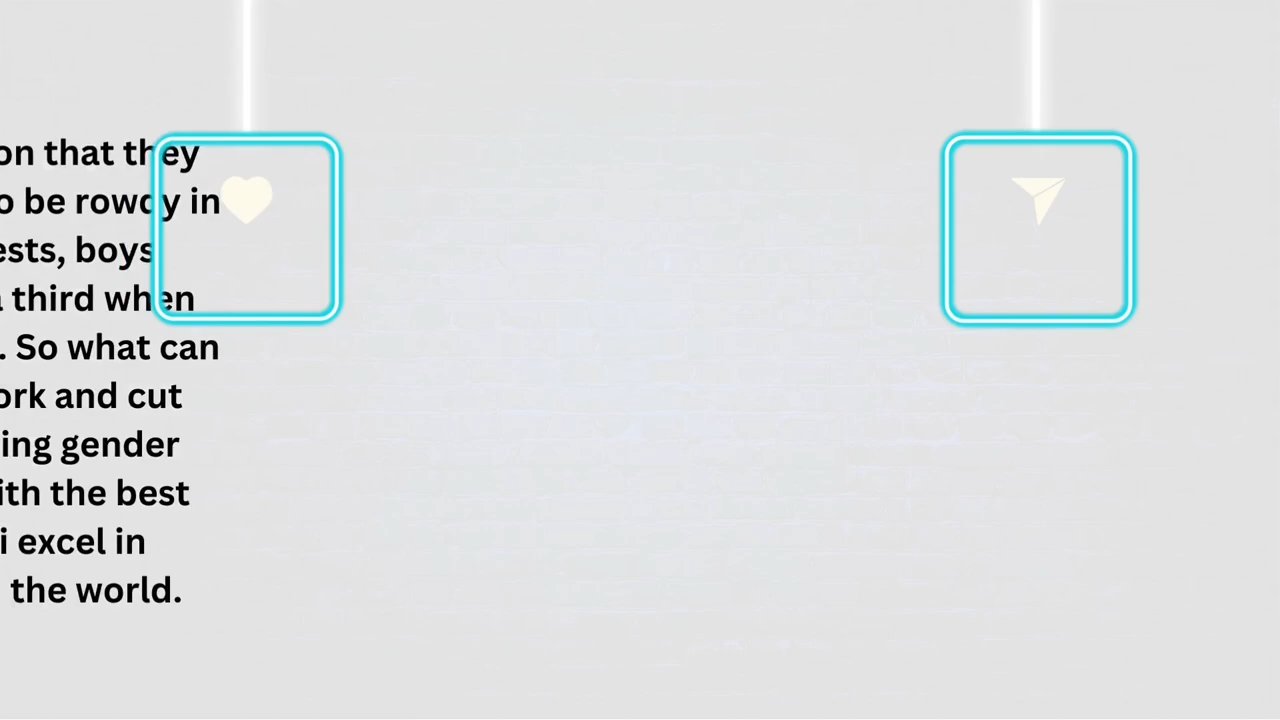 on that they
o be rowdy in
ests, boys
third when
. So what can
ork and cut
ing gender
ith the best
i excel in
the world.